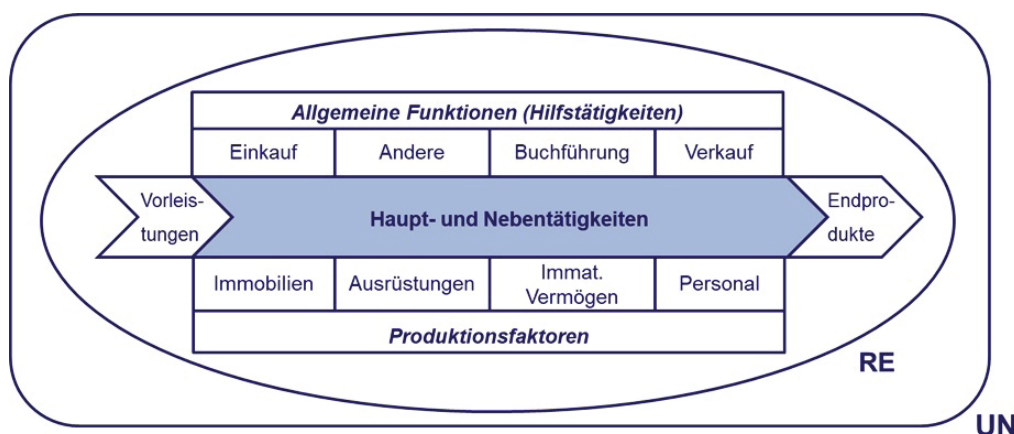 Allgemeine Funktionen (Hilfstätigkeiten)
Einkauf
Andere
Buchführung
Verkauf
Vorleis-
tungen
Haupt- und Nebentätigkeiten
Endpro-
dukte
Immobilien
Ausrüstungen
Immat.
Vermögen
Personal
Produktionsfaktoren
RE
UN